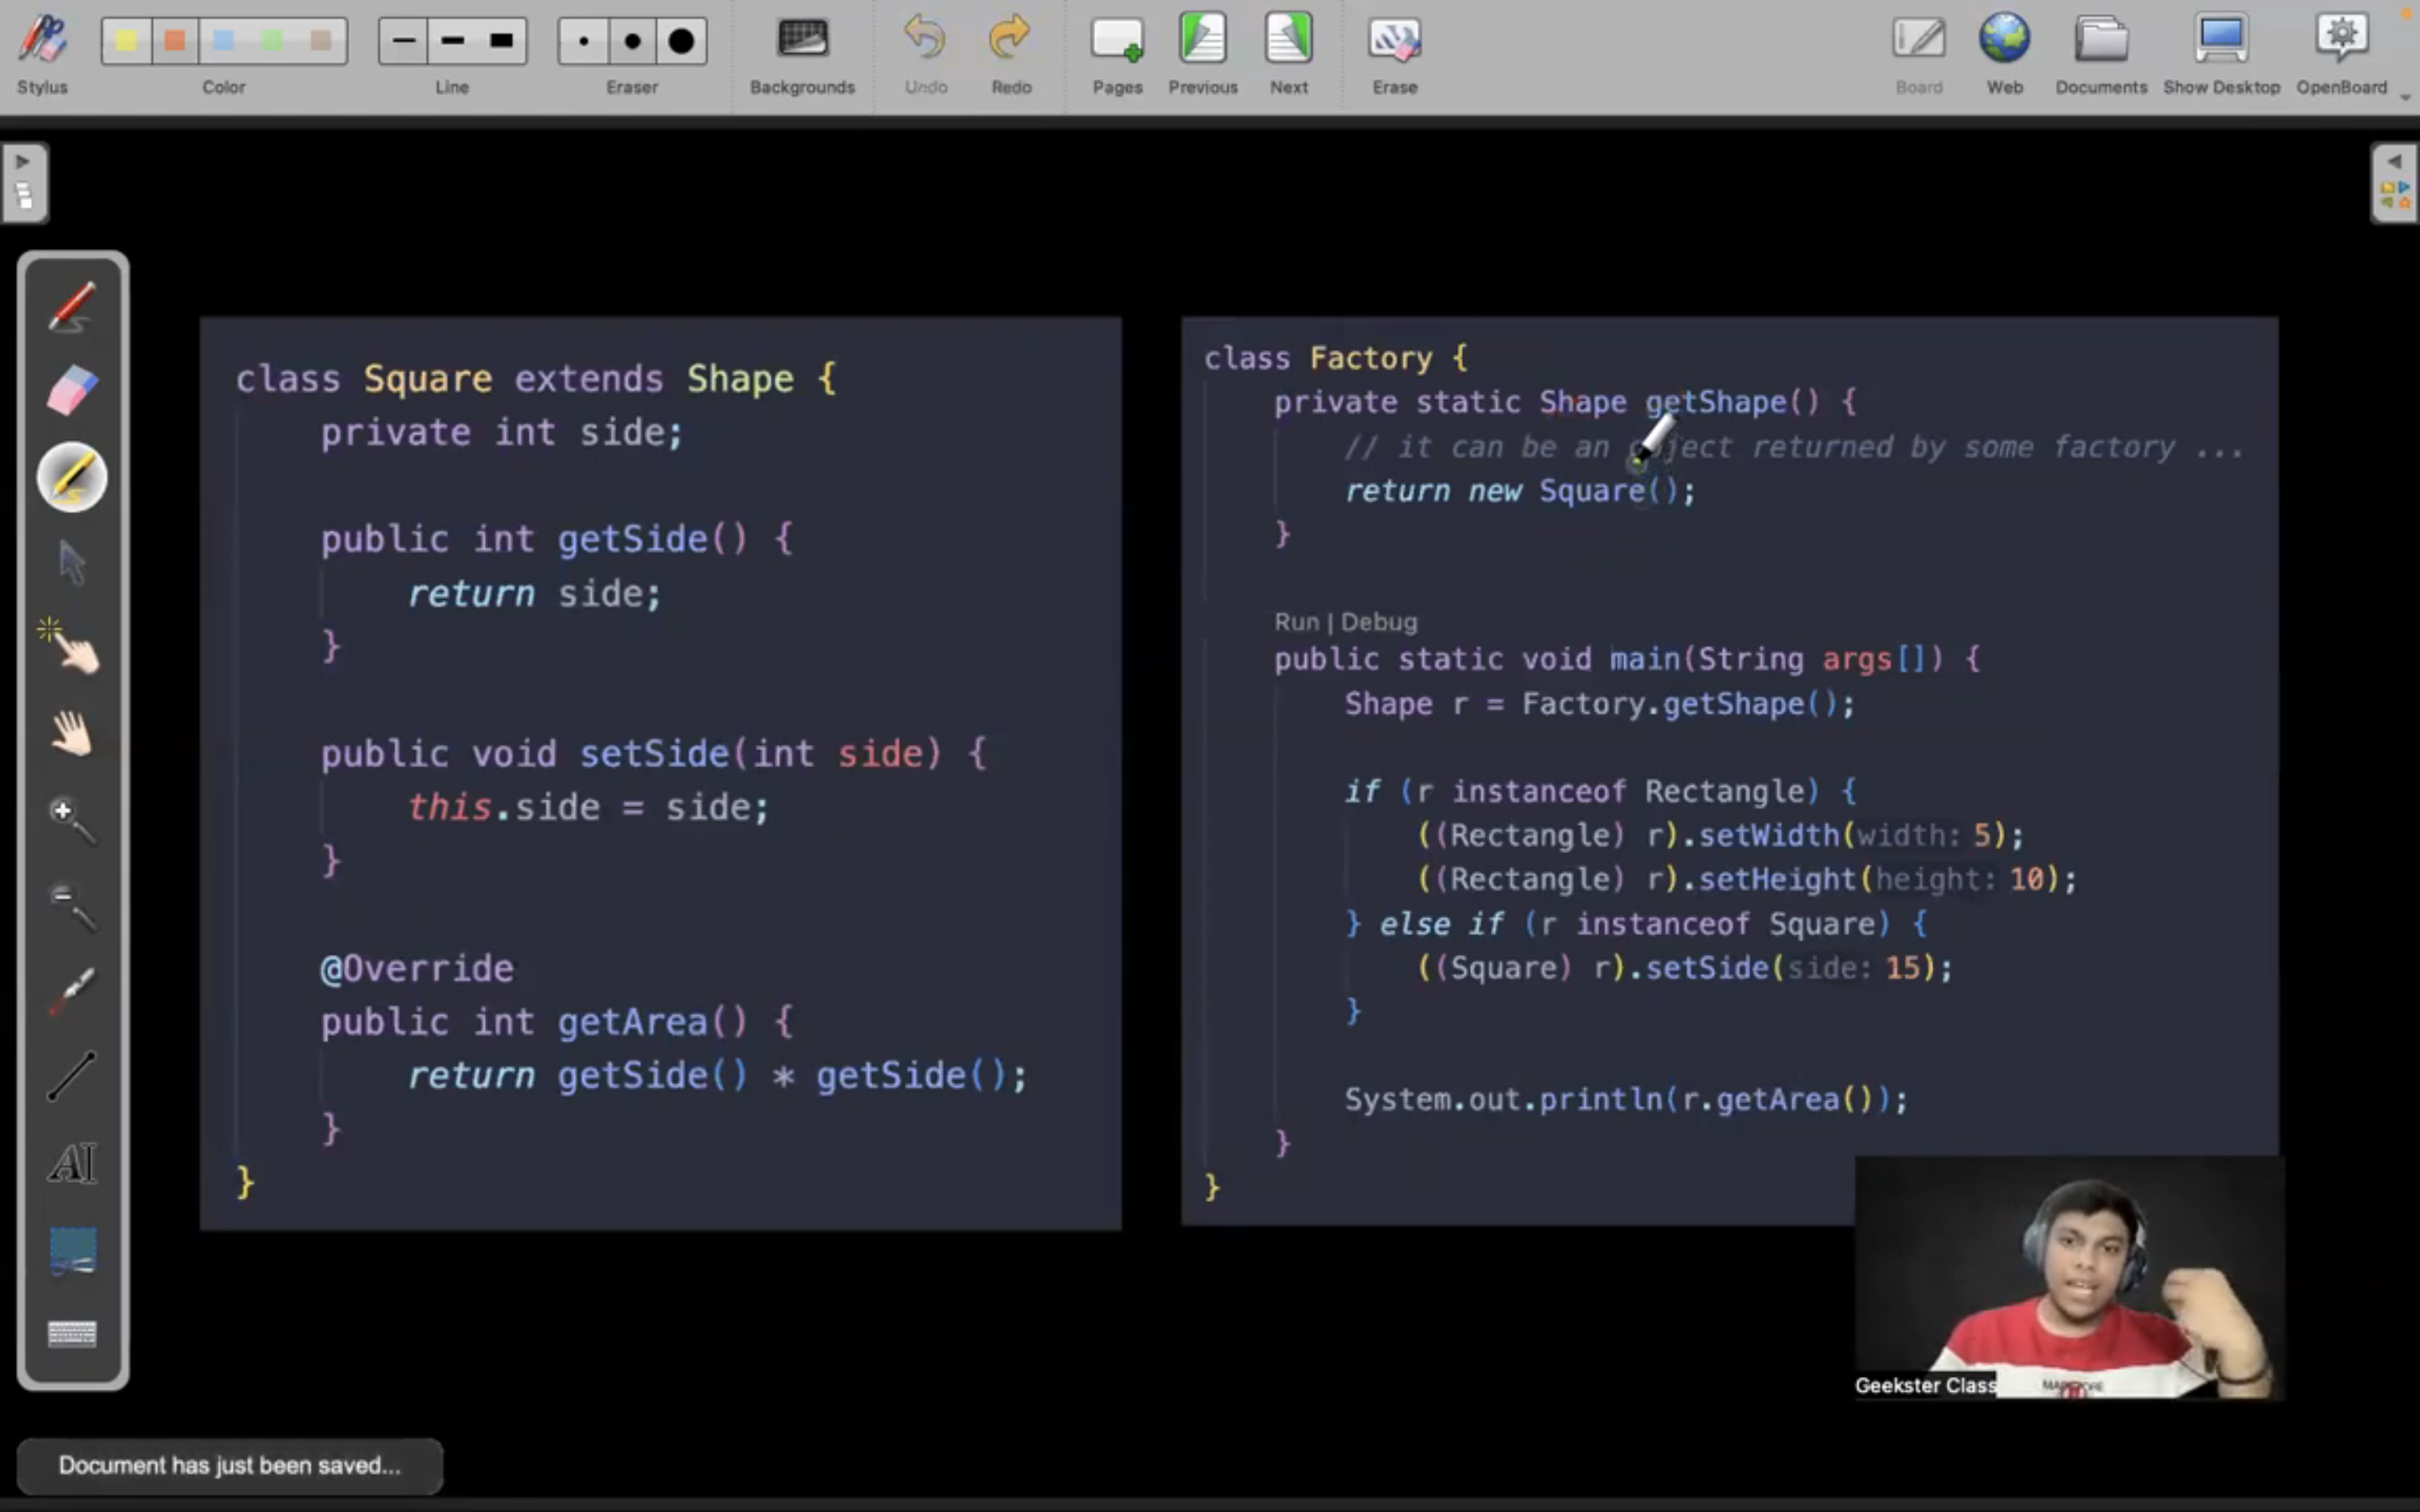 Stylus
Color
Line
Eraser
Backgrounds
Undo
Redo
Pages
Previous
Next
Erase
Board
Web
Documents
Show Desktop
OpenBoard
class Square extends Shape {
private int side;
public int getSide() {
return side;
}
public void setSide(int side) {
this.side = side;
}
@Override
public int getArea() {
return getSide() * getSide();
}
}
class Factory {
private static Shape getShape() {
// it can be an object returned by some factory ...
return new Square();
}
Run | Debug
public static void main(String args[]) {
Shape r = Factory.getShape();
if (r instanceof Rectangle) {
((Rectangle) r).setWidth(width: 5);
((Rectangle) r).setHeight(height: 10);
} else if (r instanceof Square) {
((Square) r).setSide(side: 15);
}
System.out.println(r.getArea());
}
}
AI
Geekster Class
Document has just been saved...